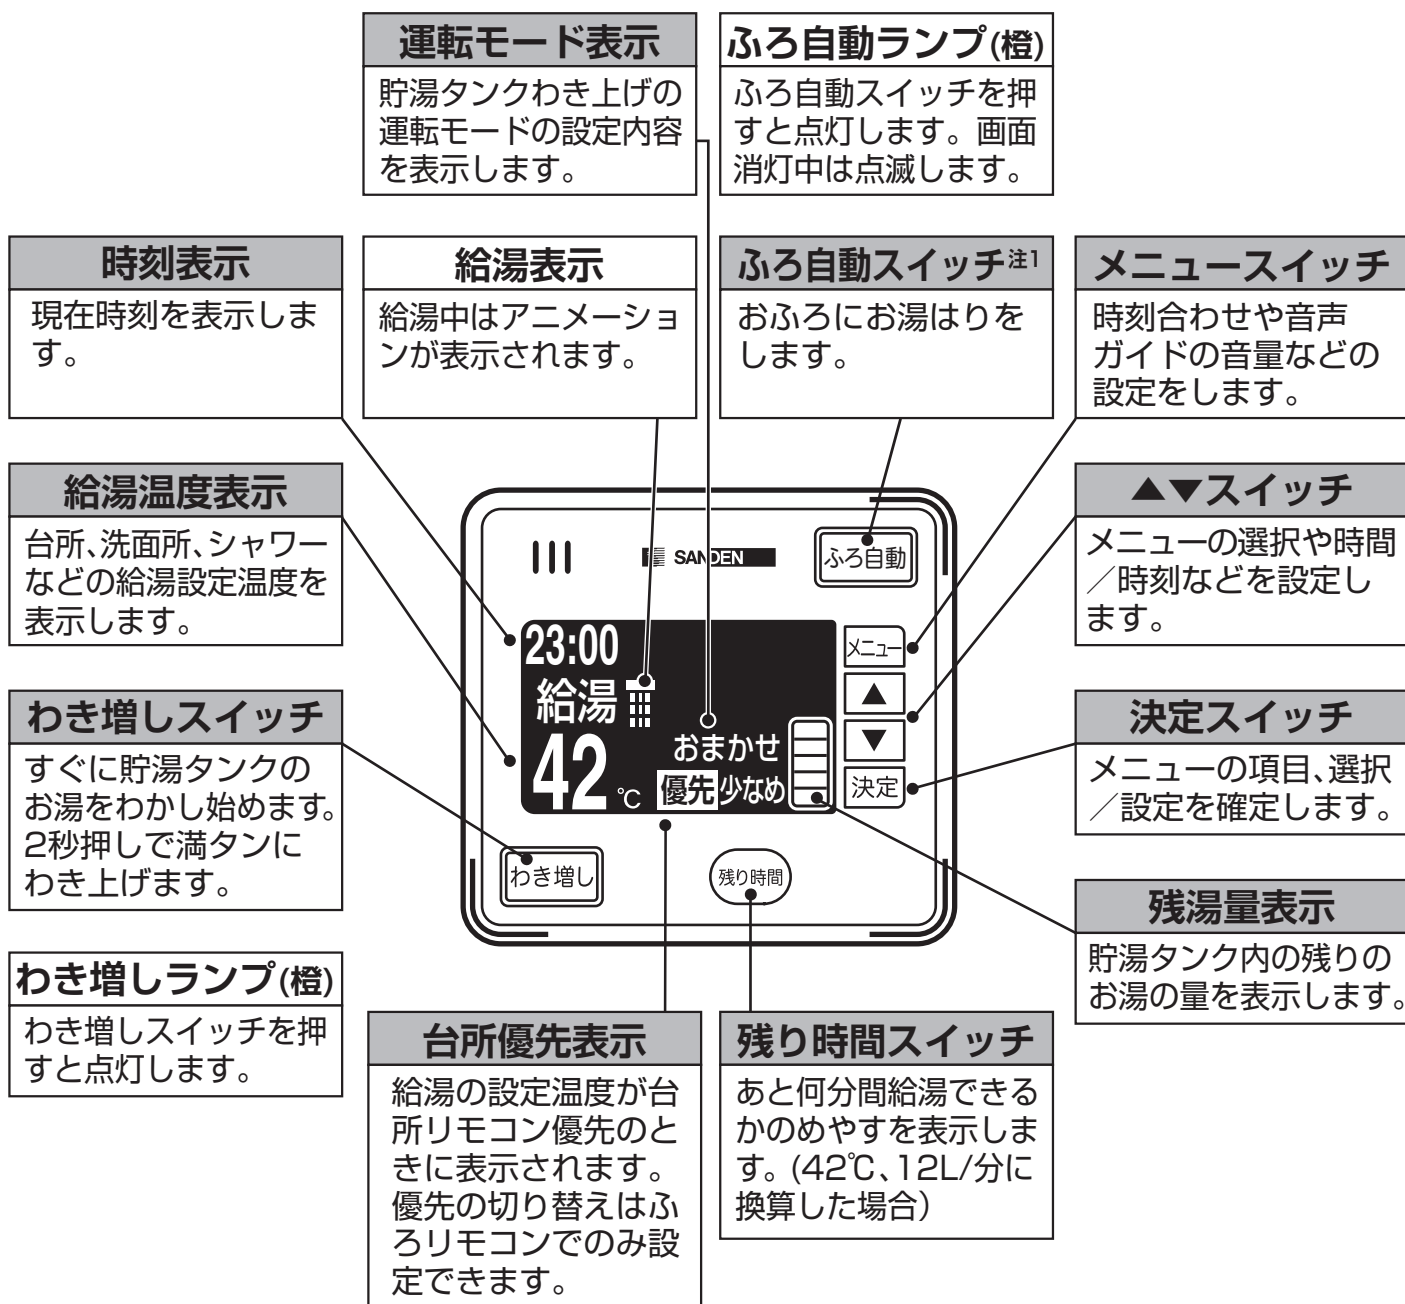 運転モード表示
貯湯タンクわき上げの
運転モードの設定内容
を表示します。
ふろ自動ランプ(橙)
ふろ自動スイッチを押
すと点灯します。画面
消灯中は点滅します。
時刻表示
現在時刻を表示しま
す。
給湯表示
給湯中はアニメーショ
ンが表示されます。
ふろ自動スイッチ注1
おふろにお湯はりを
します。
メニュースイッチ
時刻合わせや音声
ガイドの音量などの
設定をします。
給湯温度表示
台所、洗面所、シャワー
などの給湯設定温度を
表示します。
▲▼スイッチ
メニューの選択や時間
／時刻などを設定し
ます。
SANDEN
ふろ自動
23:00
給湯
42℃
おまかせ
優先 少なめ
メニュー
▲
▼
決定
わき増し
残り時間
わき増しスイッチ
すぐに貯湯タンクの
お湯をわかし始めます。
2秒押しで満タンに
わき上げます。
決定スイッチ
メニューの項目、選択
／設定を確定します。
残湯量表示
貯湯タンク内の残りの
お湯の量を表示します。
わき増しランプ(橙)
わき増しスイッチを押
すと点灯します。
台所優先表示
給湯の設定温度が台
所リモコン優先のと
きに表示されます。
優先の切り替えはふ
ろリモコンでのみ設
定できます。
残り時間スイッチ
あと何分間給湯できる
かのめやすを表示しま
す。(42℃、12L/分に
換算した場合）